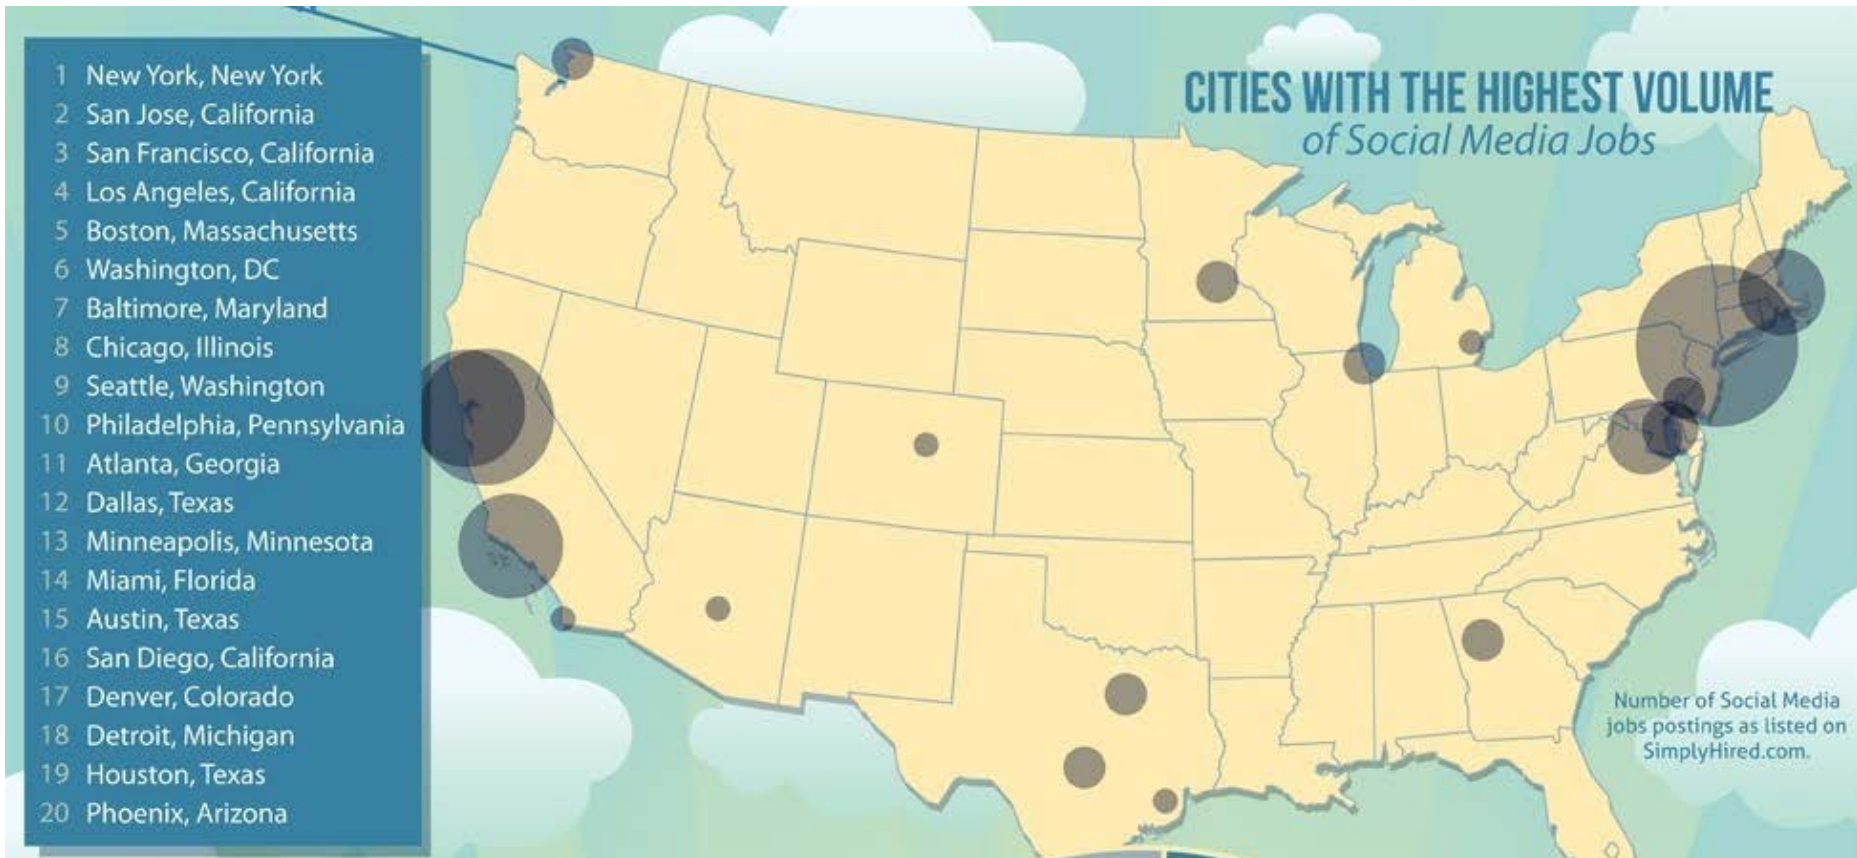 1 New York, New York
2 San Jose, California
3 San Francisco, California
4 Los Angeles, California
5 Boston, Massachusetts
6 Washington, DC
7 Baltimore, Maryland
8 Chicago, Illinois
9 Seattle, Washington
10 Philadelphia, Pennsylvania
11 Atlanta, Georgia
12 Dallas, Texas
13 Minneapolis, Minnesota
14 Miami, Florida
15 Austin, Texas
16 San Diego, California
17 Denver, Colorado
18 Detroit, Michigan
19 Houston, Texas
20 Phoenix, Arizona
CITIES WITH THE HIGHEST VOLUME
of Social Media Jobs
Number of Social Media
jobs postings as listed on
SimplyHired.com.